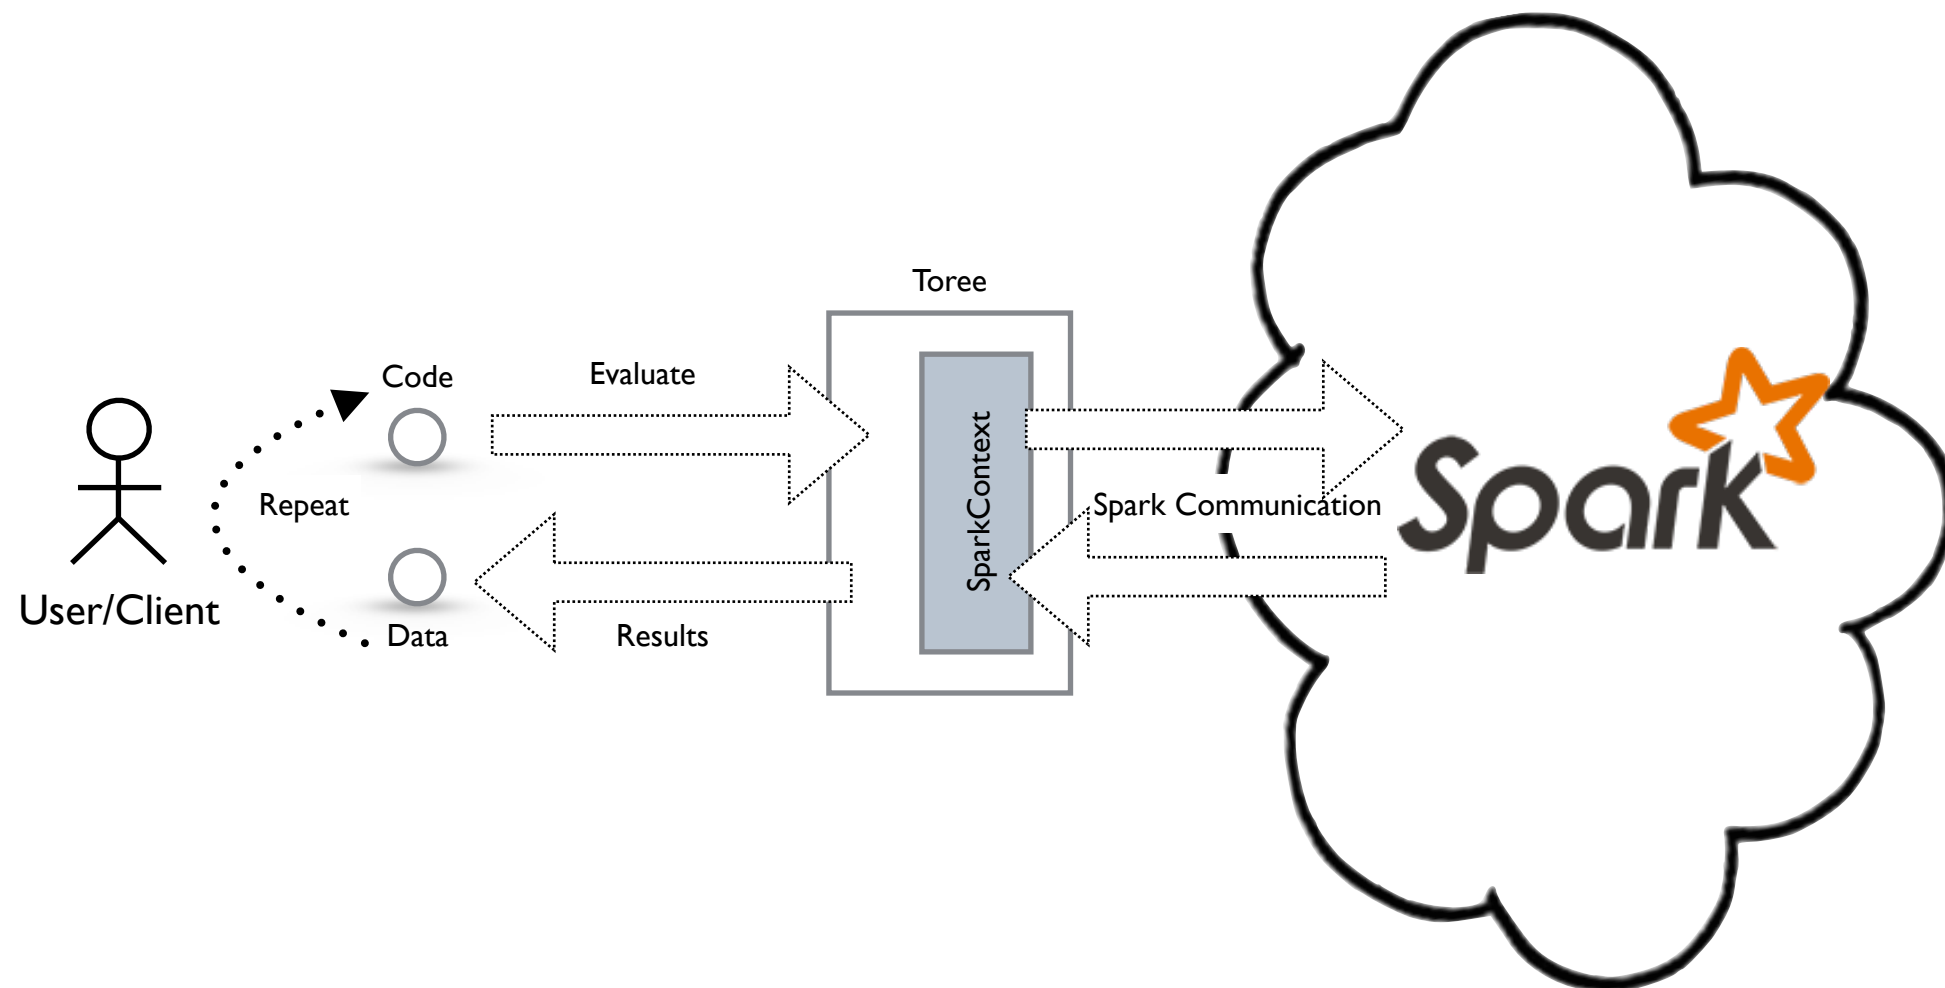 Toree
Code
Evaluate
SparkContext
Repeat
Spark Communication
Spark
User/Client
Data
Results